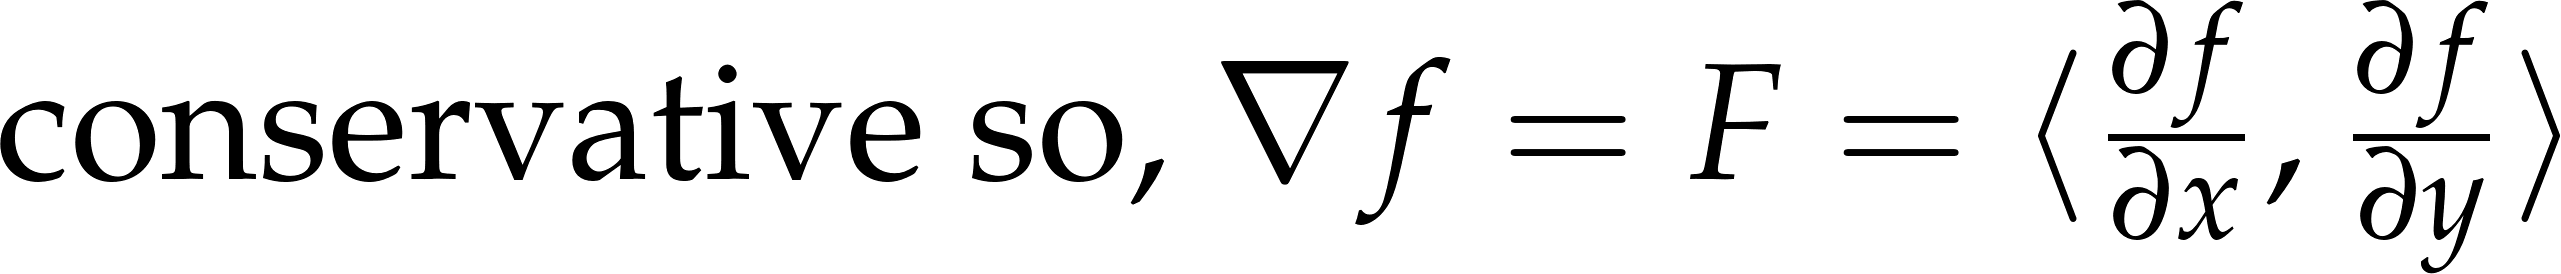 conservative so, ∇f = F = ⟨∂f/∂x, ∂f/∂y⟩